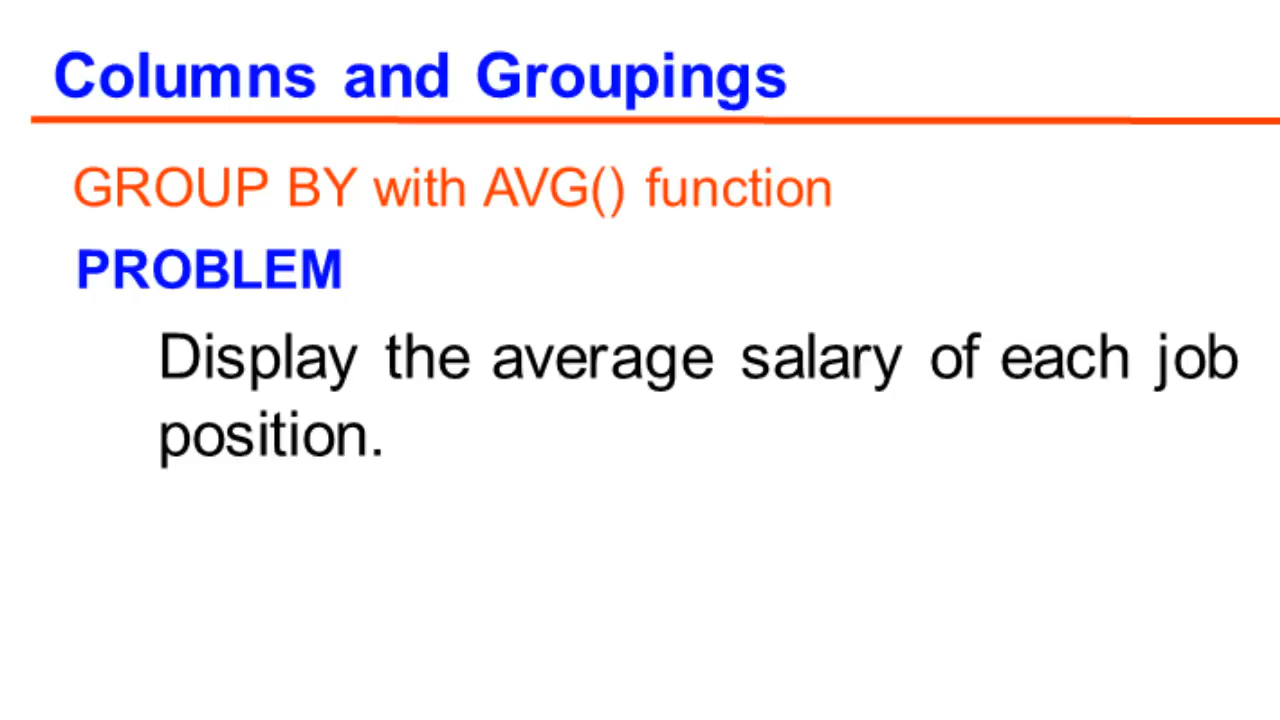 Columns and Groupings
GROUP BY with AVG() function
PROBLEM
Display the average salary of each job
position.